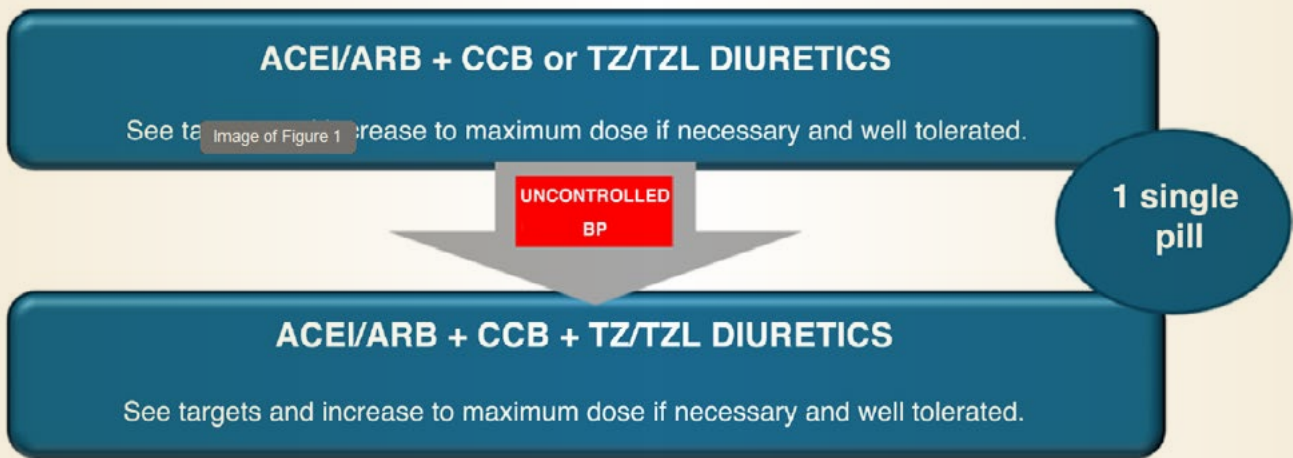 ACEI/ARB + CCB or TZ/TZL DIURETICS
See ta Image of Figure 1 crease to maximum dose if necessary and well tolerated.
UNCONTROLLED
BP
1 single
pill
ACEI/ARB + CCB + TZ/TZL DIURETICS
See targets and increase to maximum dose if necessary and well tolerated.